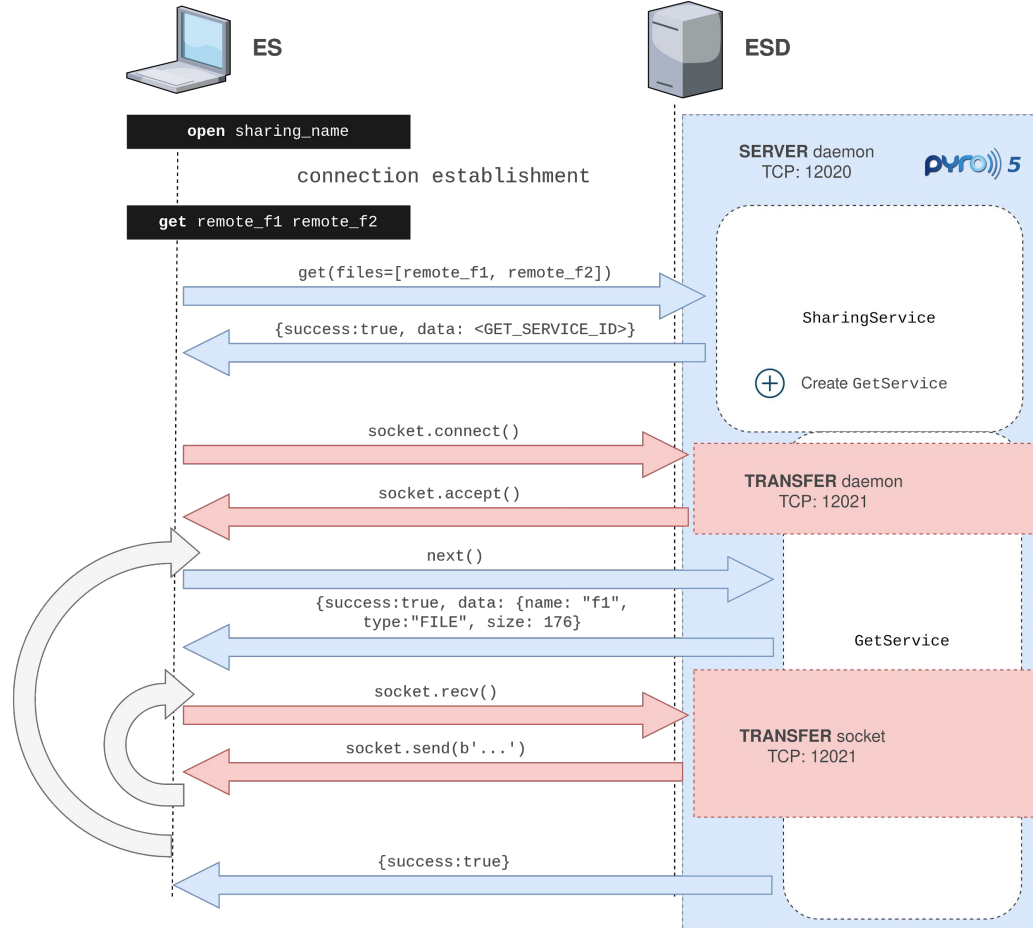 ES
ESD
open sharing_name
SERVER daemon
TCP: 12020
pyro 5
connection establishment
get remote_f1 remote_f2
get(files=[remote_f1, remote_f2])
{success:true, data: <GET_SERVICE_ID>}
SharingService
Create GetService
socket.connect()
TRANSFER daemon
TCP: 12021
socket.accept()
next()
{success:true, data: {name: "f1",
type:"FILE", size: 176}
GetService
socket.recv()
TRANSFER socket
TCP: 12021
socket.send(b'...')
{success:true}